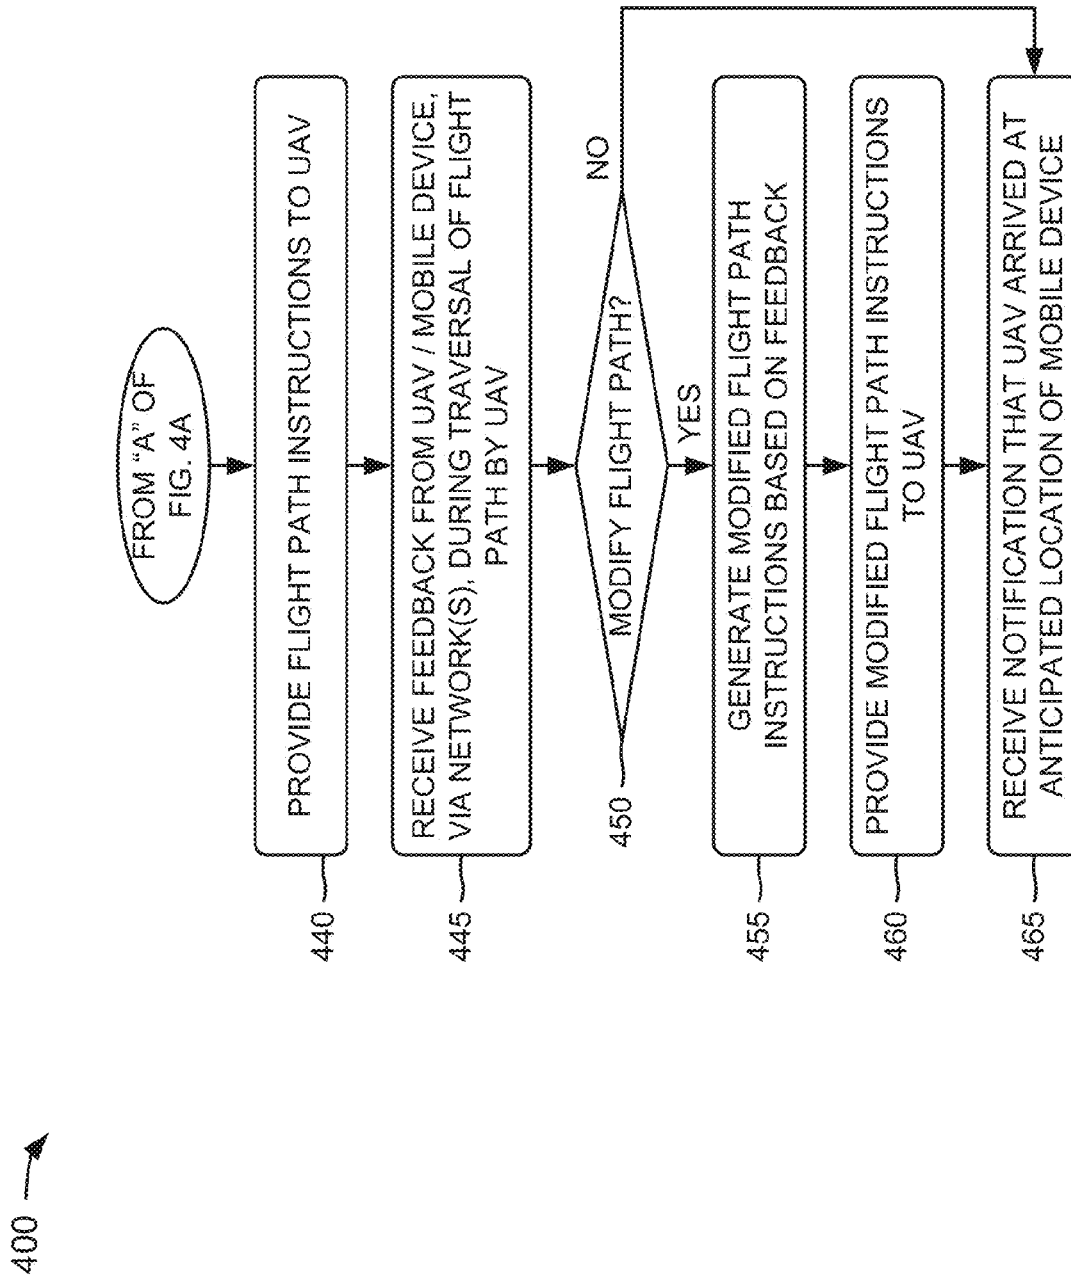 400
FROM “A” OF
FIG. 4A
440
PROVIDE FLIGHT PATH INSTRUCTIONS TO UAV
445
RECEIVE FEEDBACK FROM UAV / MOBILE DEVICE,
VIA NETWORK(S), DURING TRAVERSAL OF FLIGHT
PATH BY UAV
450
MODIFY FLIGHT PATH?
NO
YES
455
GENERATE MODIFIED FLIGHT PATH
INSTRUCTIONS BASED ON FEEDBACK
460
PROVIDE MODIFIED FLIGHT PATH INSTRUCTIONS
TO UAV
465
RECEIVE NOTIFICATION THAT UAV ARRIVED AT
ANTICIPATED LOCATION OF MOBILE DEVICE